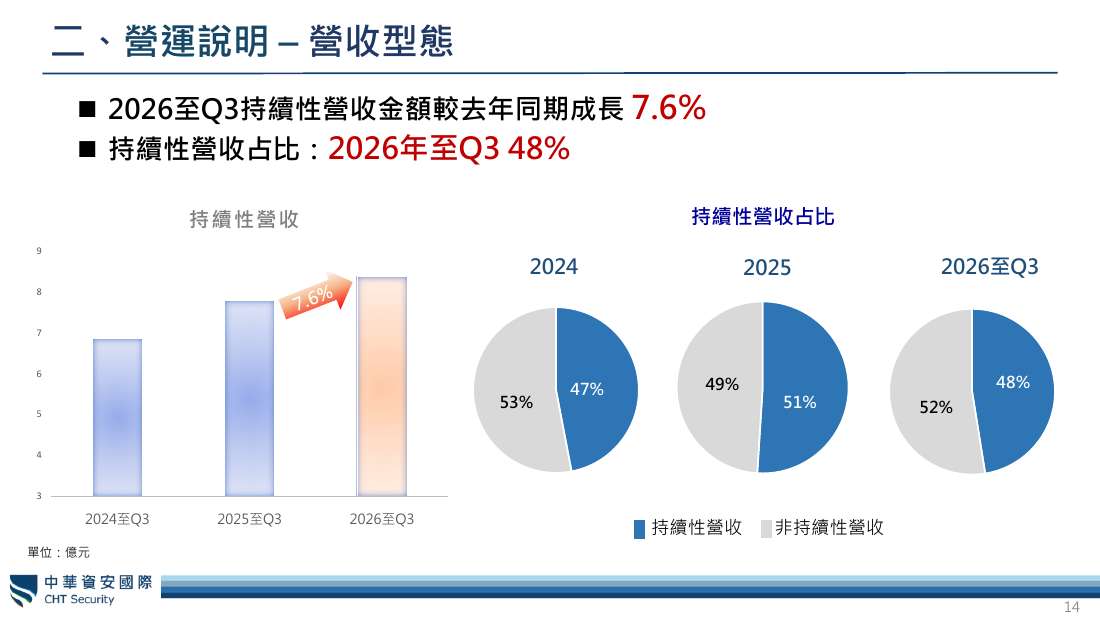 二、營運說明 – 營收型態
■ 2026至Q3持續性營收金額較去年同期成長 7.6%
■ 持續性營收占比：2026年至Q3 48%
持續性營收
9
8
7
6
5
4
3
7.6%
2024至Q3
2025至Q3
2026至Q3
單位：億元
持續性營收占比
2024
2025
2026至Q3
53%
47%
49%
51%
52%
48%
持續性營收
非持續性營收
中華資安國際
CHT Security
14